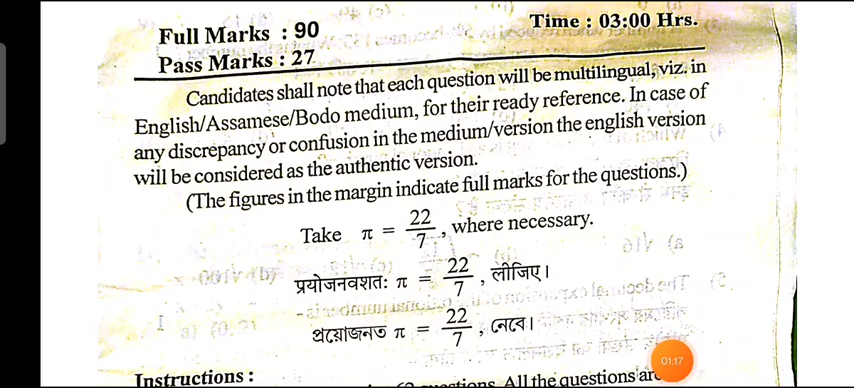 Full Marks : 90
Time : 03:00 Hrs.
Pass Marks : 27
Candidates shall note that each question will be multilingual, viz. in
English/Assamese/Bodo medium, for their ready reference. In case of
any discrepancy or confusion in the medium/version the english version
will be considered as the authentic version.
(The figures in the margin indicate full marks for the questions.)
Take π = 22/7, where necessary.
प्रयोजनवशतः π = 22/7, लीजिए।
প্ৰয়োজনত π = 22/7, নেবে।
01:17
Instructions :
questions. All the questions are